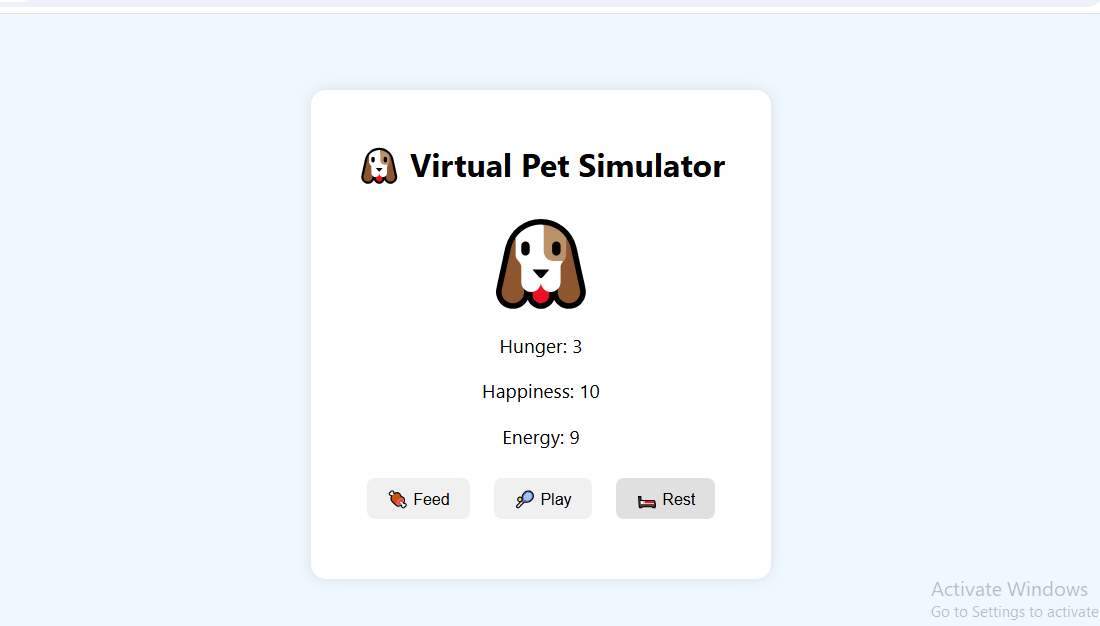 Virtual Pet Simulator
Hunger: 3
Happiness: 10
Energy: 9
Feed Play Rest
Activate Windows
Go to Settings to activate